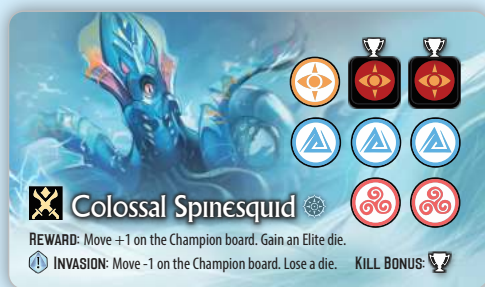 Colossal Spinesquid
REWARD: Move +1 on the Champion board. Gain an Elite die.
INVASION: Move -1 on the Champion board. Lose a die. KILL BONUS: